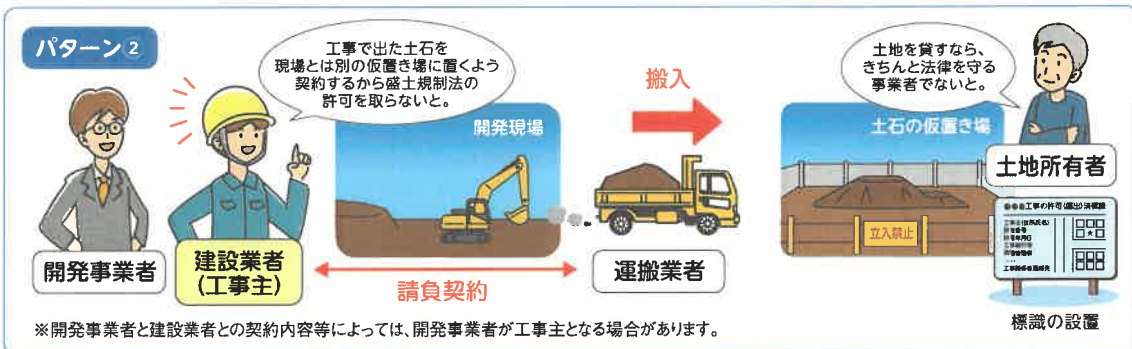 パターン②
工事で出た土石を
現場とは別の仮置き場に置くよう
契約するから盛土規制法の
許可を取らないと。
土地を貸すなら、
きちんと法律を守る
事業者でないと。
搬入
開発現場
土石の仮置き場
土地所有者
立入禁止
開発事業者
建設業者
(工事主)
請負契約
運搬業者
標識の設置
※開発事業者と建設業者との契約内容等によっては、開発事業者が工事主となる場合があります。